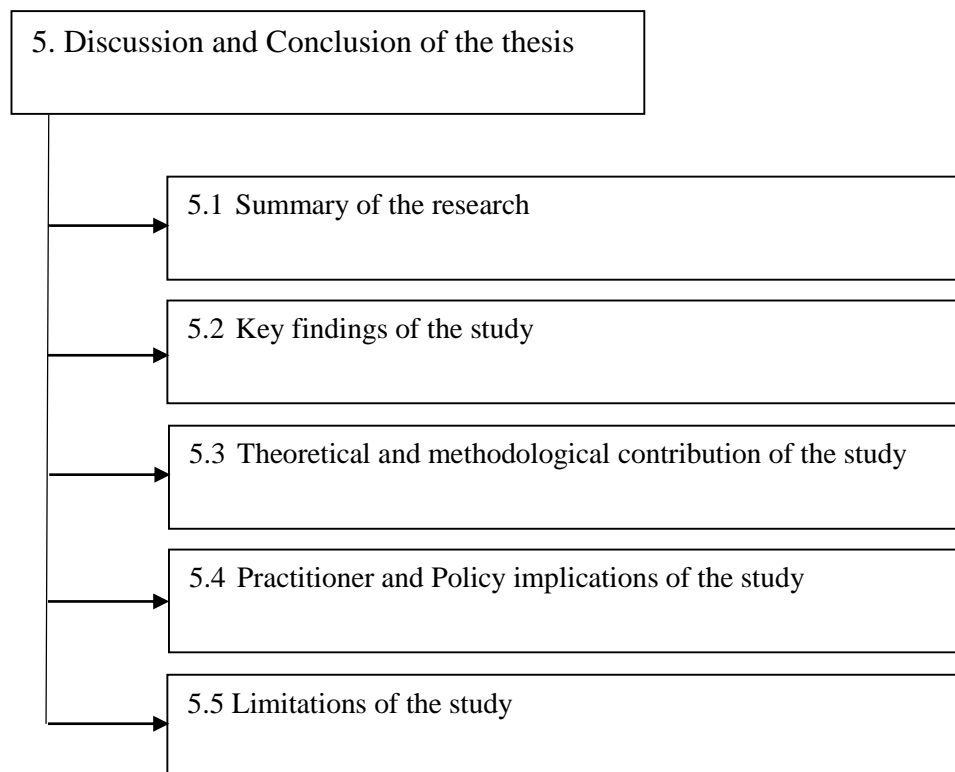 5. Discussion and Conclusion of the thesis
5.1 Summary of the research
5.2 Key findings of the study
5.3 Theoretical and methodological contribution of the study
5.4 Practitioner and Policy implications of the study
5.5 Limitations of the study